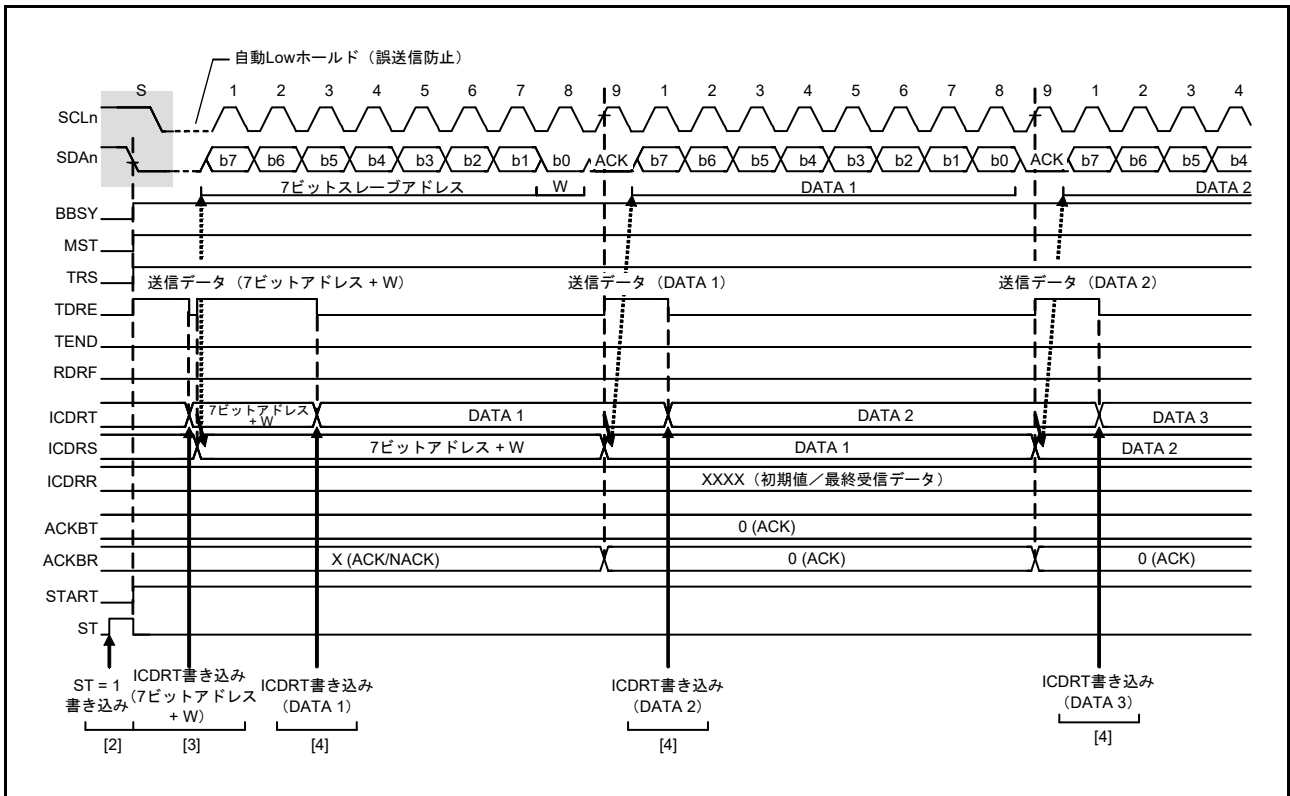 自動Lowホールド（誤送信防止）
S 1 2 3 4 5 6 7 8 9 1 2 3 4 5 6 7 8 9 1 2 3 4
SCLn
SDAn b7 b6 b5 b4 b3 b2 b1 b0 ACK b7 b6 b5 b4 b3 b2 b1 b0 ACK b7 b6 b5 b4
7ビットスレーブアドレス W DATA 1 DATA 2
BBSY
MST
TRS
送信データ（7ビットアドレス + W） 送信データ（DATA 1） 送信データ（DATA 2）
TDRE
TEND
RDRF
ICDRT 7ビットアドレス + W DATA 1 DATA 2 DATA 3
ICDRS 7ビットアドレス + W DATA 1 DATA 2
ICDRR XXXX（初期値／最終受信データ）
ACKBT 0 (ACK)
ACKBR X (ACK/NACK) 0 (ACK) 0 (ACK)
START
ST
ST = 1
書き込み
[2]
ICDRT書き込み
（7ビットアドレス
+ W）
[3]
ICDRT書き込み
（DATA 1）
[4]
ICDRT書き込み
（DATA 2）
[4]
ICDRT書き込み
（DATA 3）
[4]